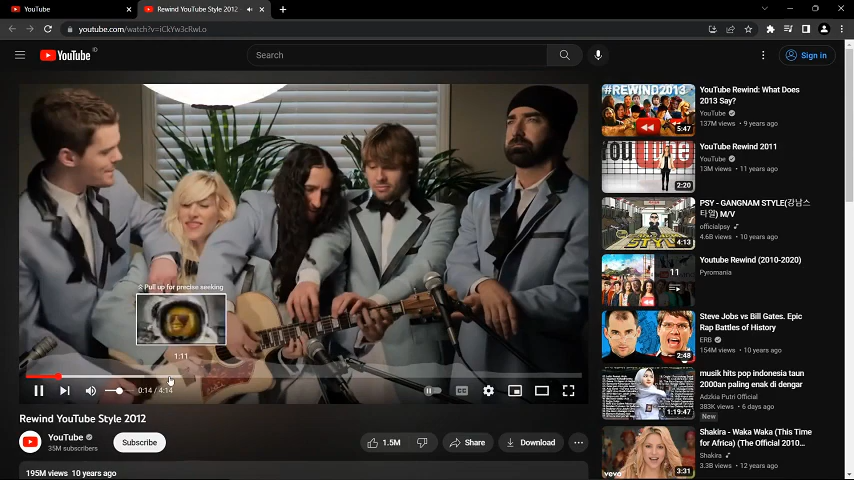 YouTube
Rewind YouTube Style 2012
youtube.com/watch?v=iCkYw3cRwLo
YouTube
ID
Search
Sign in
Pull up for precise seeking
1:11
0:14 / 4:14
Rewind YouTube Style 2012
YouTube
35M subscribers
Subscribe
1.5M
Share
Download
195M views 10 years ago
#REWIND2013
5:47
YouTube Rewind: What Does
2013 Say?
YouTube
137M views • 9 years ago
2:20
YouTube Rewind 2011
YouTube
13M views • 11 years ago
4:13
PSY - GANGNAM STYLE(강남스
타일) M/V
officialpsy
4.6B views • 10 years ago
11
Youtube Rewind (2010-2020)
Pyromania
2:48
Steve Jobs vs Bill Gates. Epic
Rap Battles of History
ERB
154M views • 10 years ago
1:19:47
musik hits pop indonesia taun
2000an paling enak di dengar
Adzkia Putri Official
383K views • 6 days ago
New
vevo
3:31
Shakira - Waka Waka (This Time
for Africa) (The Official 2010...
Shakira
3.3B views • 12 years ago